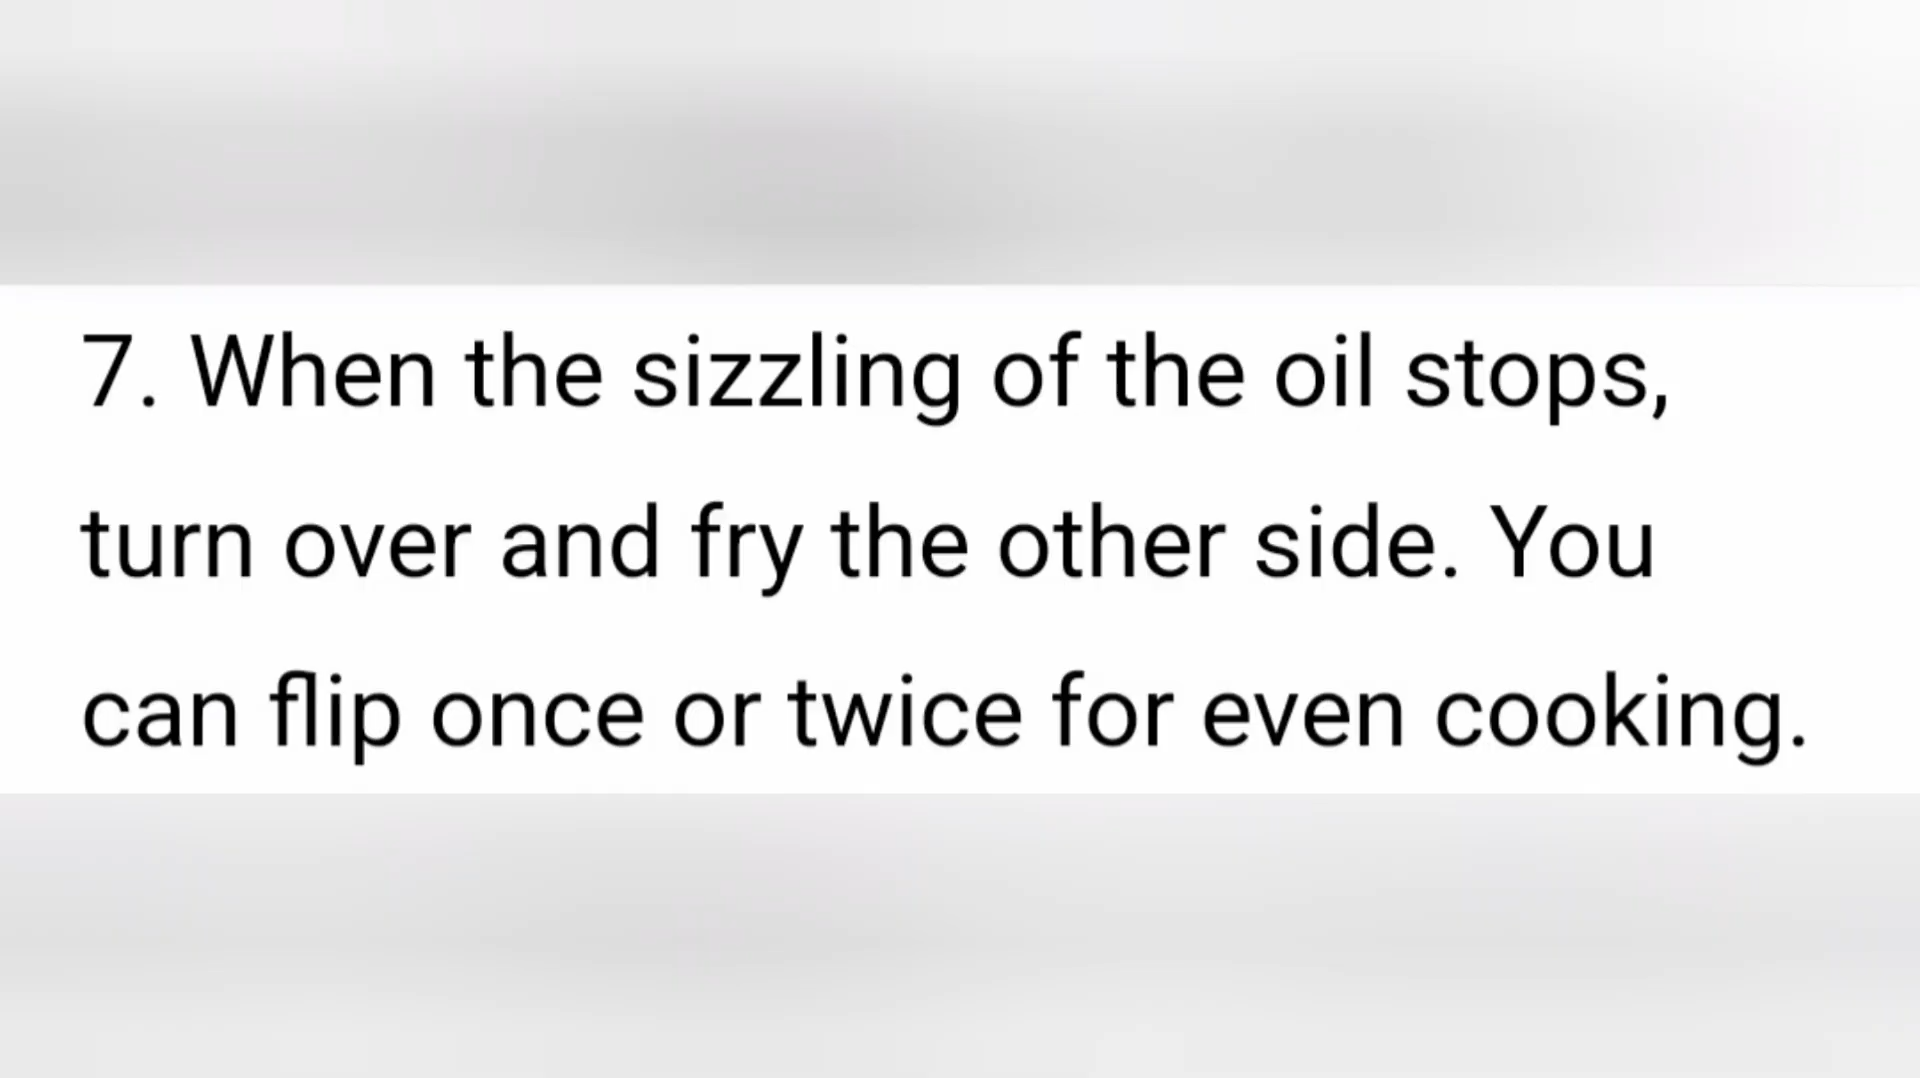 7. When the sizzling of the oil stops,
turn over and fry the other side. You
can flip once or twice for even cooking.